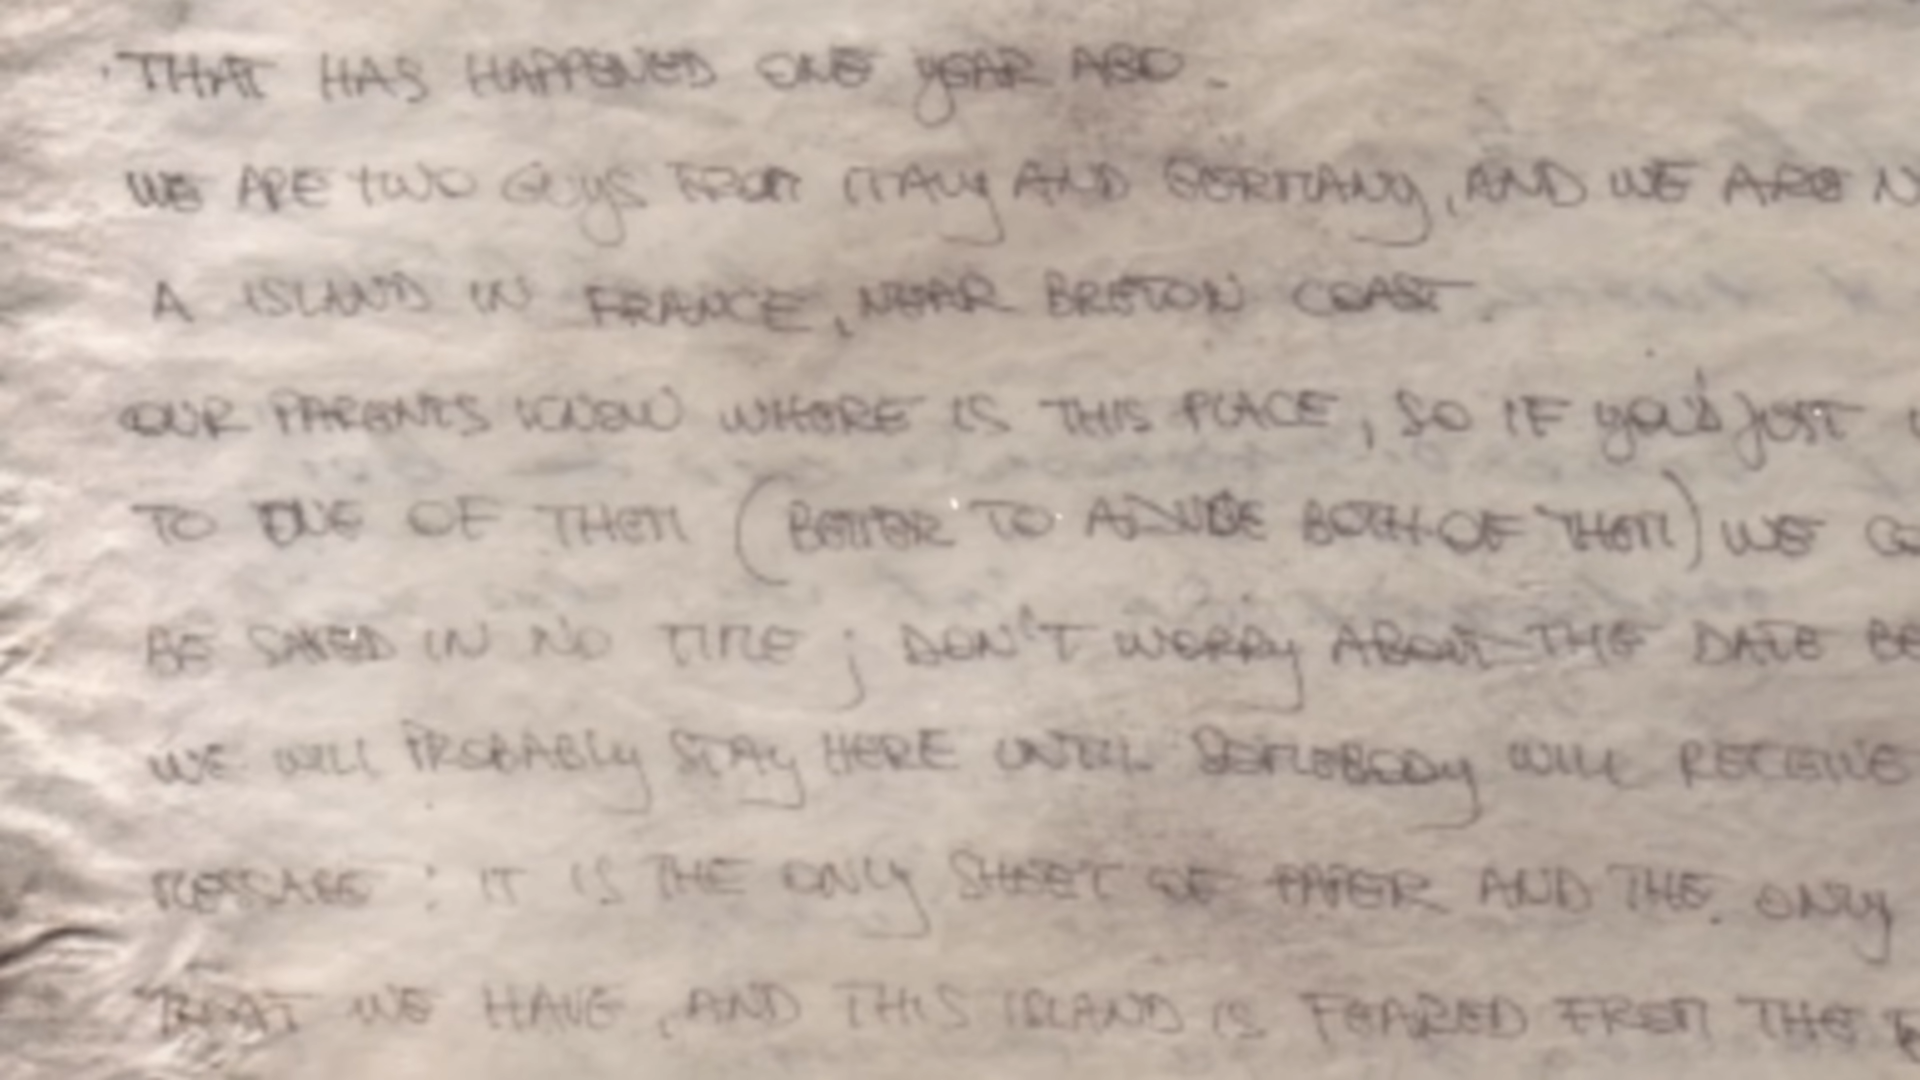 THAT HAS HAPPENED ONE YEAR AGO.
WE ARE TWO GUYS FROM ITALY AND GERMANY, AND WE ARE
A ISLAND IN FRANCE, NEAR BRETON COAST.
OUR PARENTS KNOW WHERE IS THIS PLACE, SO IF YOU'D JUST
TO ONE OF THEM (BETTER TO ADVISE BOTH OF THEM) WE
BE SAVED IN NO TIME; DON'T WORRY ABOUT THE DATE
WE WILL PROBABLY STAY HERE UNTIL SOMEBODY WILL RECEIVE
MESSAGE: IT IS THE ONLY SHEET OF PAPER AND THE ONLY
THAT WE HAVE, AND THIS ISLAND IS FEARED FROM THE